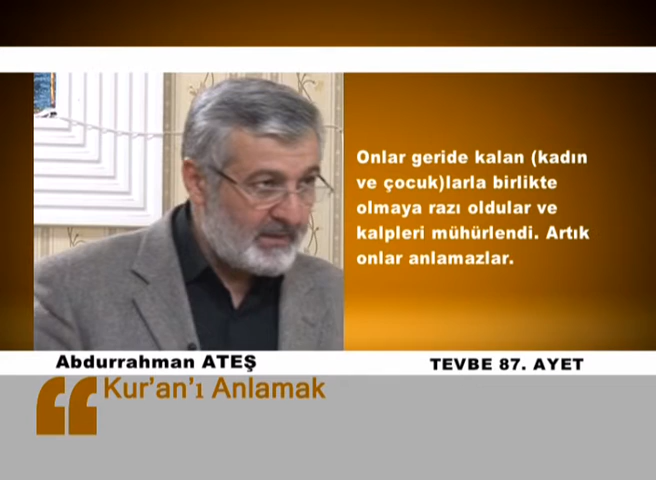 Onlar geride kalan (kadın
ve çocuk)larla birlikte
olmaya razı oldular ve
kalpleri mühürlendi. Artık
onlar anlamazlar.
Abdurrahman ATEŞ
TEVBE 87. AYET
Kur'an'ı Anlamak